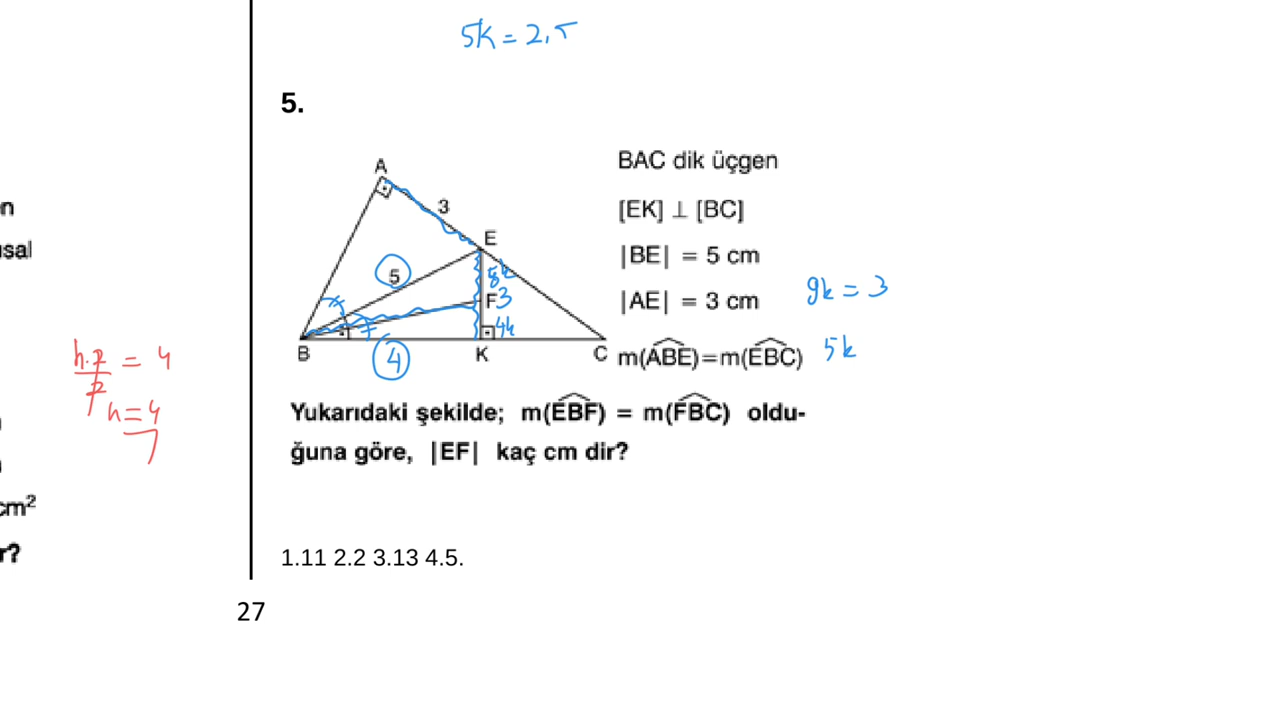 5k = 2,5
5.
A
3
E
5
8k
F 3
4k
B
4
K
C
BAC dik üçgen
[EK] ⊥ [BC]
|BE| = 5 cm
|AE| = 3 cm
9k = 3
m(ABE)=m(EBC)
5k
Yukarıdaki şekilde; m(EBF) = m(FBC) oldu-
ğuna göre, |EF| kaç cm dir?
1.11 2.2 3.13 4.5.
27
n
usal
h.2/2 = 4
h=4
cm²
r?